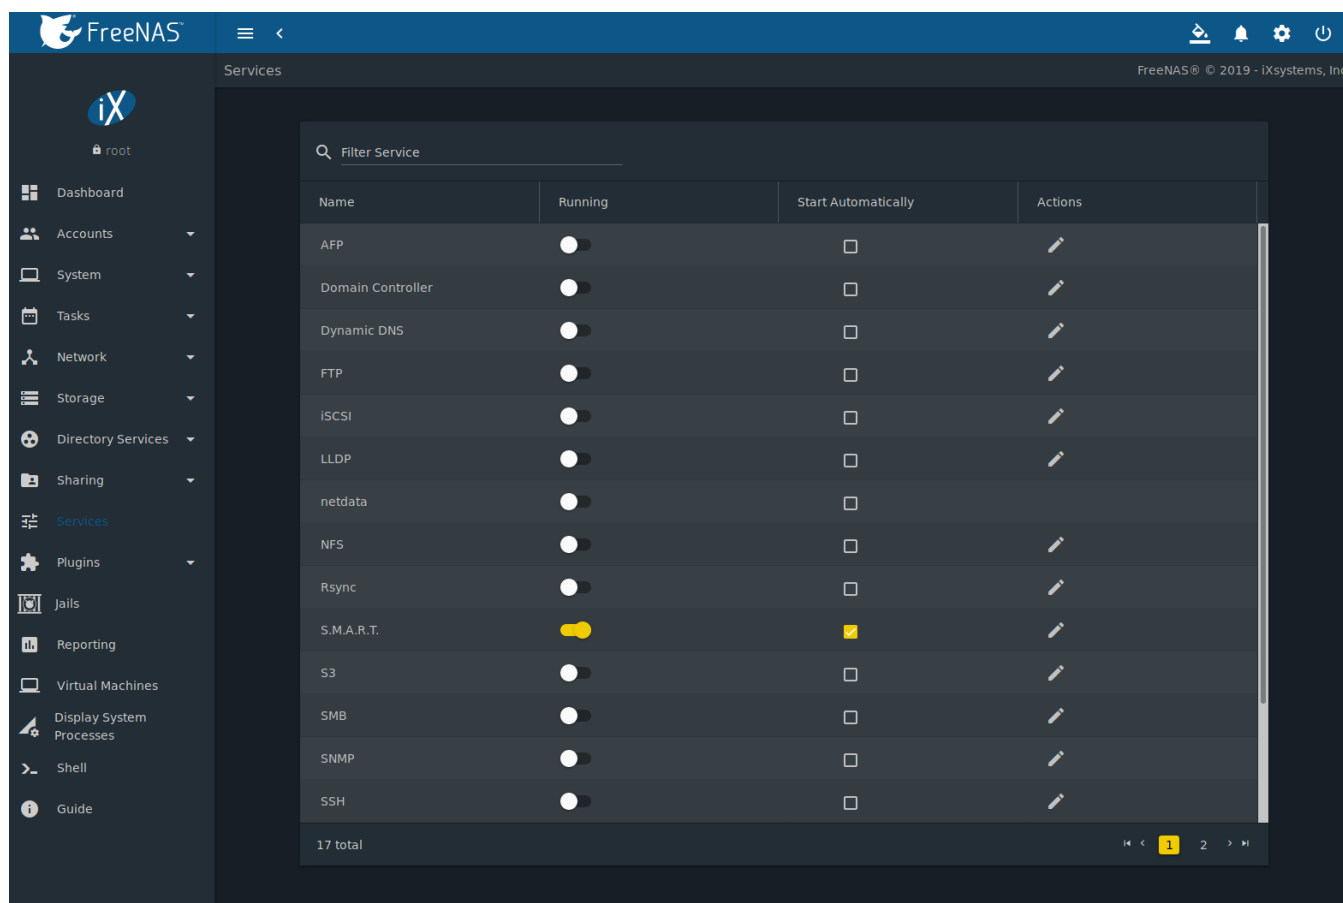 FreeNAS™
Services
FreeNAS® © 2019 - iXsystems, Inc
iX
root
Dashboard
Accounts
System
Tasks
Network
Storage
Directory Services
Sharing
Services
Plugins
Jails
Reporting
Virtual Machines
Display System
Processes
Shell
Guide
Filter Service
Name Running Start Automatically Actions
AFP
Domain Controller
Dynamic DNS
FTP
iSCSI
LLDP
netdata
NFS
Rsync
S.M.A.R.T.
S3
SMB
SNMP
SSH
17 total
1 2